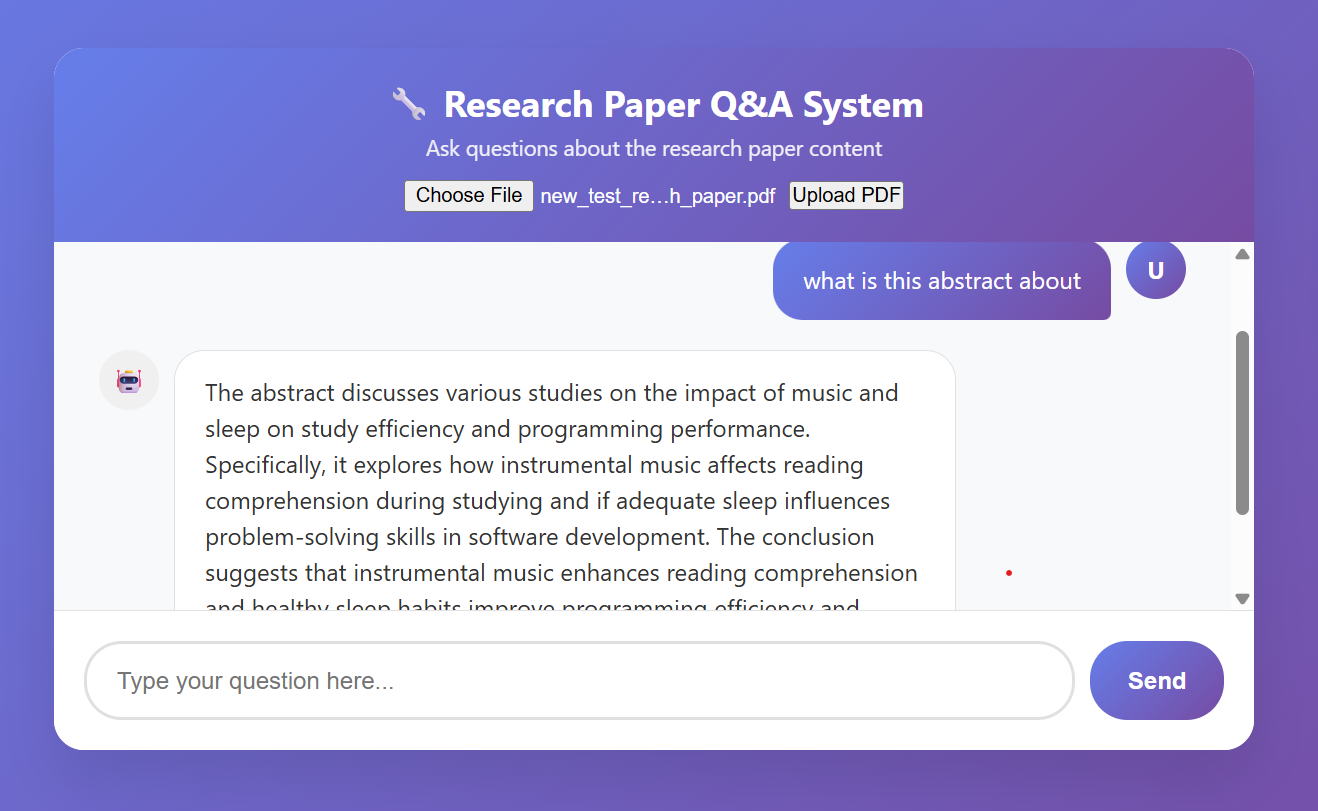 Research Paper Q&A System
Ask questions about the research paper content
Choose File new_test_re...h_paper.pdf Upload PDF
what is this abstract about
U
The abstract discusses various studies on the impact of music and
sleep on study efficiency and programming performance.
Specifically, it explores how instrumental music affects reading
comprehension during studying and if adequate sleep influences
problem-solving skills in software development. The conclusion
suggests that instrumental music enhances reading comprehension
and healthy sleep habits improve programming efficiency and
Type your question here...
Send